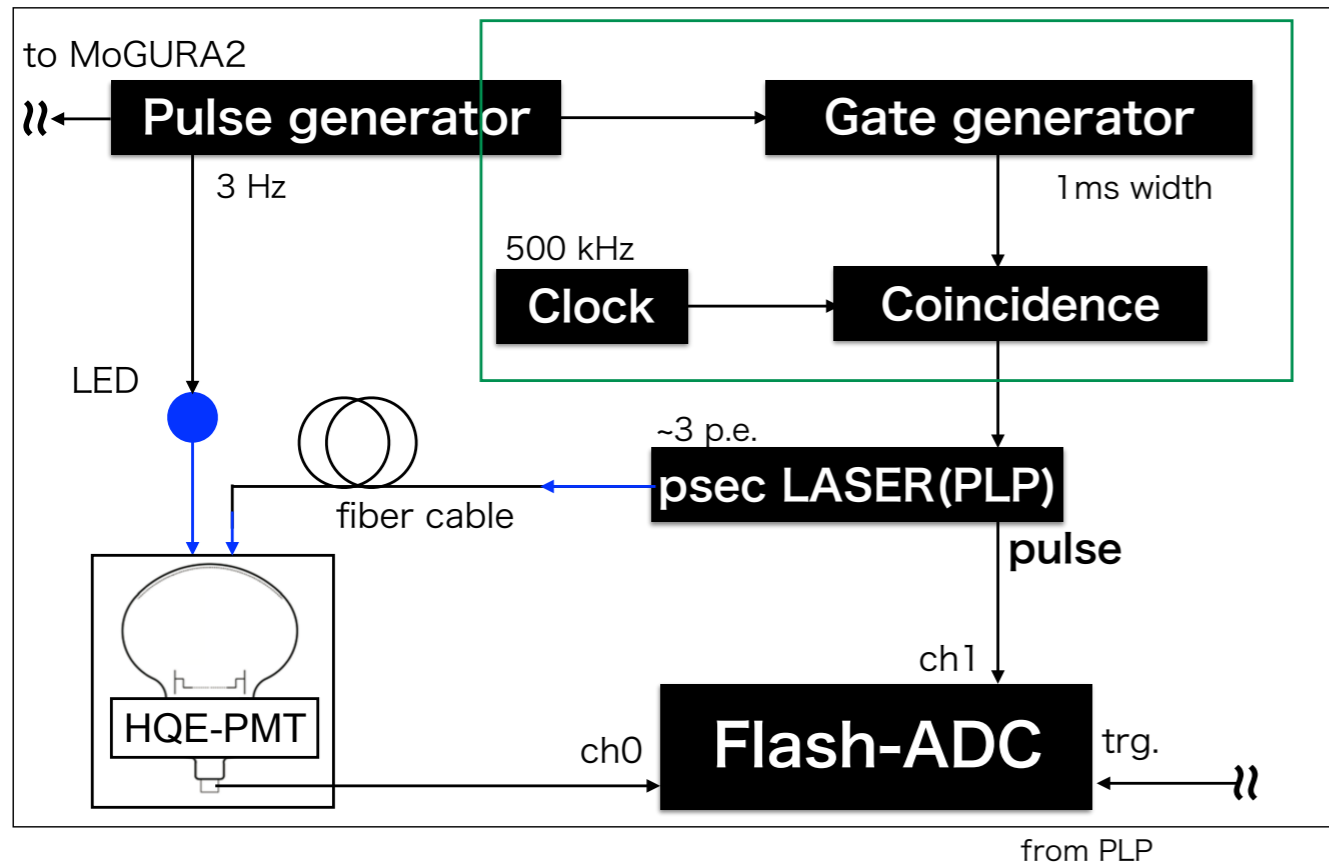 to MoGURA2
Pulse generator
Gate generator
3 Hz
1ms width
500 kHz
Clock
Coincidence
LED
~3 p.e.
psec LASER(PLP)
fiber cable
pulse
ch1
HQE-PMT
ch0
Flash-ADC
trg.
from PLP